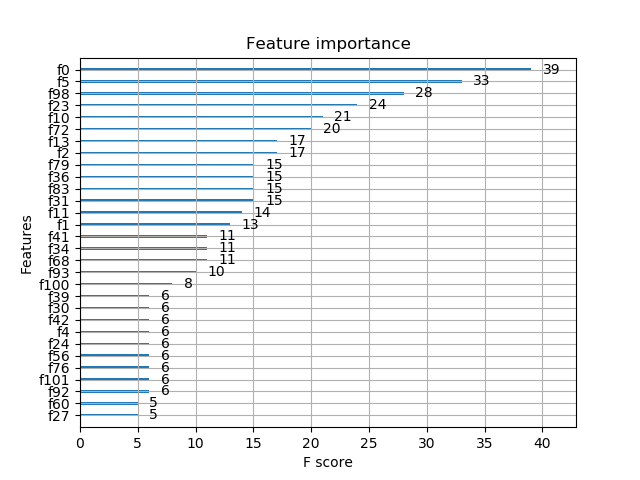 Feature importance
f0 39
f5 33
f98 28
f23 24
f10 21
f72 20
f13 17
f2 17
f79 15
f36 15
f83 15
f31 15
f11 14
f1 13
f41 11
f34 11
f68 11
f93 10
f100 8
f39 6
f30 6
f42 6
f4 6
f24 6
f56 6
f76 6
f101 6
f92 6
f60 5
f27 5
Features
0 5 10 15 20 25 30 35 40
F score